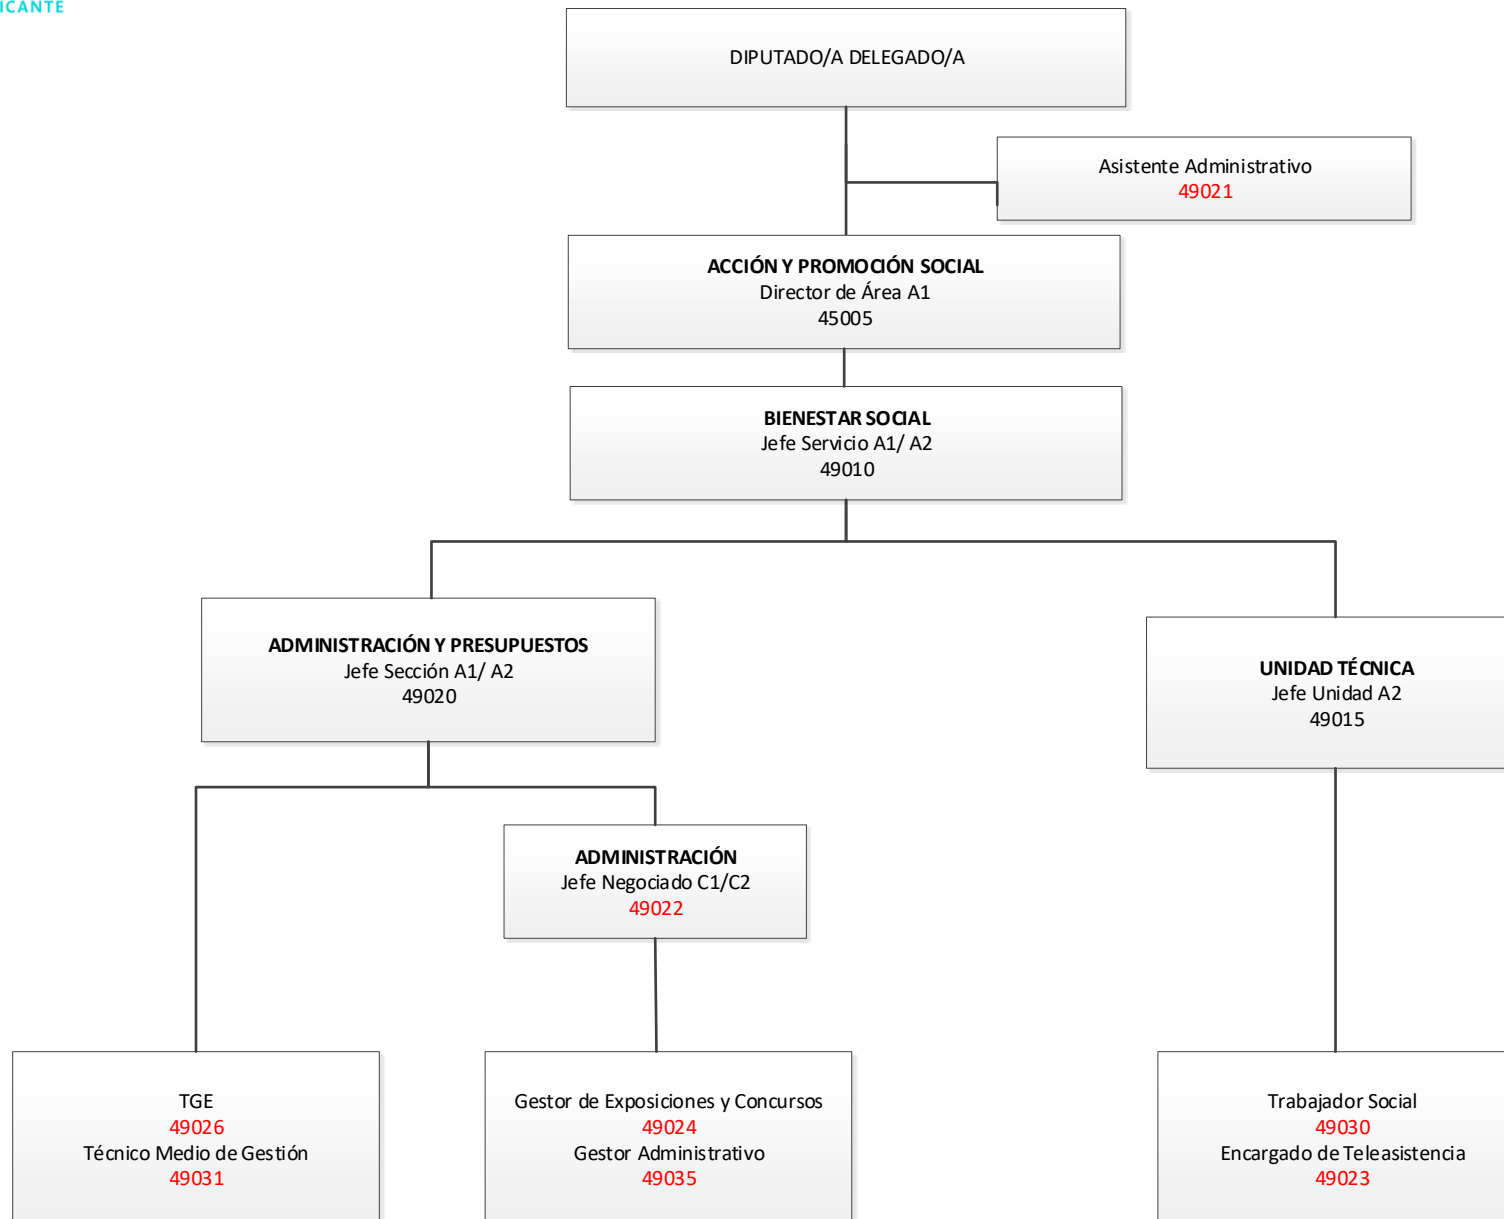 ICANTE
DIPUTADO/A DELEGADO/A
Asistente Administrativo
49021
ACCIÓN Y PROMOCIÓN SOCIAL
Director de Área A1
45005
BIENESTAR SOCIAL
Jefe Servicio A1/ A2
49010
ADMINISTRACIÓN Y PRESUPUESTOS
Jefe Sección A1/ A2
49020
UNIDAD TÉCNICA
Jefe Unidad A2
49015
ADMINISTRACIÓN
Jefe Negociado C1/C2
49022
TGE
49026
Técnico Medio de Gestión
49031
Gestor de Exposiciones y Concursos
49024
Gestor Administrativo
49035
Trabajador Social
49030
Encargado de Teleasistencia
49023